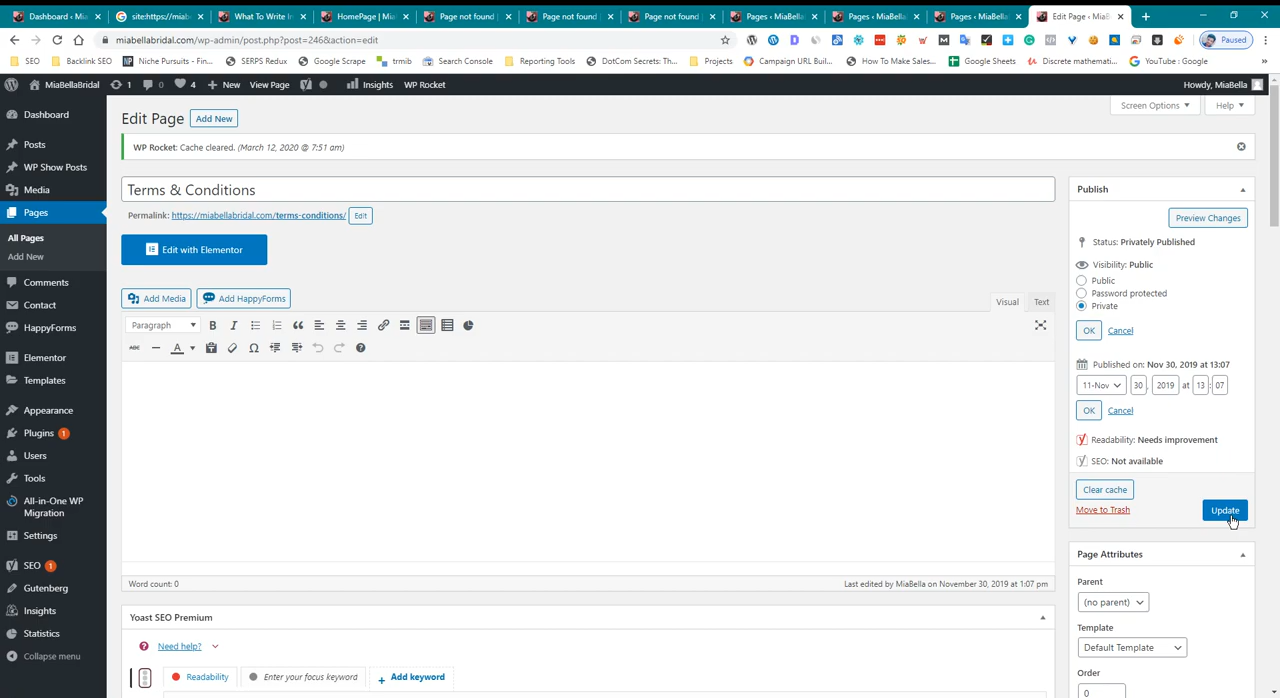 Dashboard ‹ Mi
site:https://miab
What To Write In
HomePage | Mia
Page not found |
Page not found |
Page not found |
Pages ‹ MiaBella
Pages ‹ MiaBella
Pages ‹ MiaBella
Edit Page ‹ MiaB
miabellabridal.com/wp-admin/post.php?post=246&action=edit
Paused
SEO
Backlink SEO
Niche Pursuits - Fin...
SERPS Redux
Google Scrape
trmib
Search Console
Reporting Tools
DotCom Secrets: Th...
Projects
Campaign URL Buil...
How To Make Sales...
Google Sheets
Discrete mathemati...
YouTube : Google
MiaBellaBridal
1
0
4
New
View Page
Insights
WP Rocket
Howdy, MiaBella
Dashboard
Posts
WP Show Posts
Media
Pages
All Pages
Add New
Comments
Contact
HappyForms
Elementor
Templates
Appearance
Plugins 1
Users
Tools
All-in-One WP
Migration
Settings
SEO 1
Gutenberg
Insights
Statistics
Collapse menu
Screen Options
Help
Edit Page
Add New
WP Rocket: Cache cleared. (March 12, 2020 @ 7:51 am)
Terms & Conditions
Permalink: https://miabellabridal.com/terms-conditions/ Edit
Edit with Elementor
Add Media
Add HappyForms
Visual
Text
Paragraph
B I
ABC
A
Word count: 0
Last edited by MiaBella on November 30, 2019 at 1:07 pm
Yoast SEO Premium
Need help?
Readability
Enter your focus keyword
+ Add keyword
Publish
Preview Changes
Status: Privately Published
Visibility: Public
Public
Password protected
Private
OK
Cancel
Published on: Nov 30, 2019 at 13:07
11-Nov 30 , 2019 at 13 : 07
OK
Cancel
Readability: Needs improvement
SEO: Not available
Clear cache
Move to Trash
Update
Page Attributes
Parent
(no parent)
Template
Default Template
Order
0